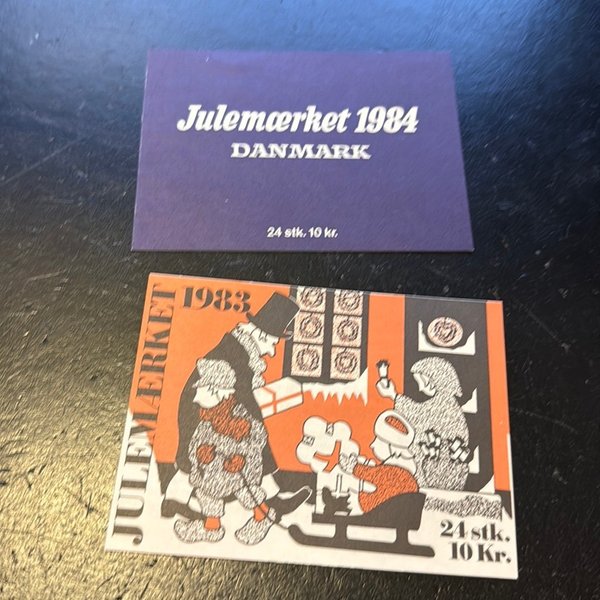 Julemærket 1984
DANMARK
24 stk. 10 kr.
JULEMÆRKET 1983
24 stk.
10 Kr.